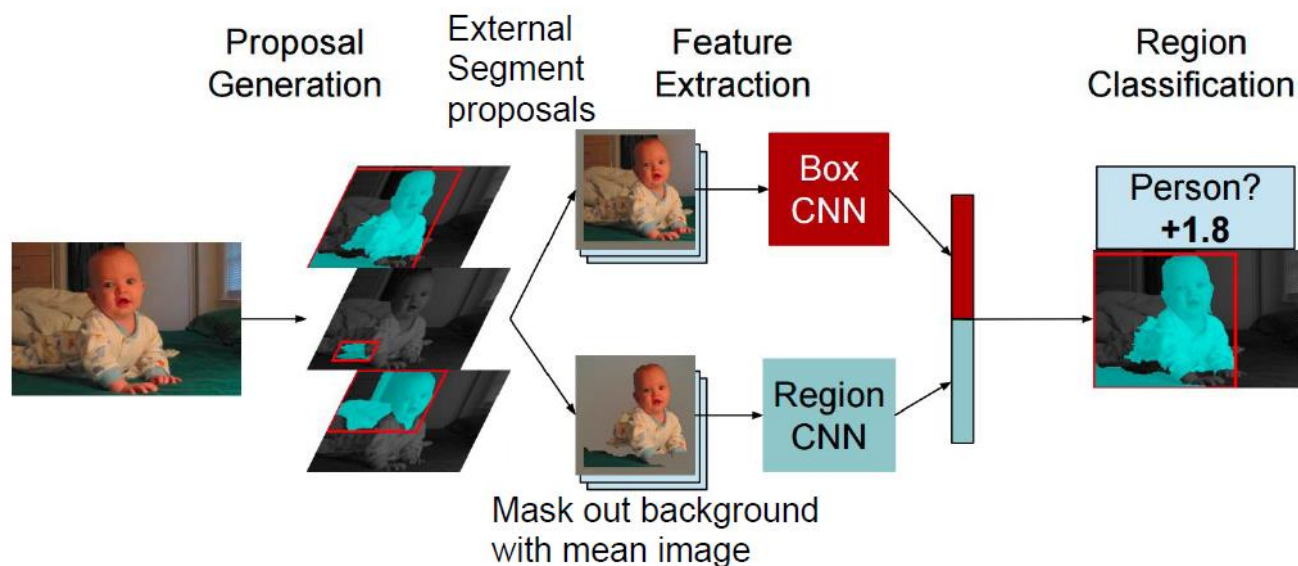 Proposal
Generation
External
Segment
proposals
Feature
Extraction
Region
Classification
Box
CNN
Person?
+1.8
Region
CNN
Mask out background
with mean image